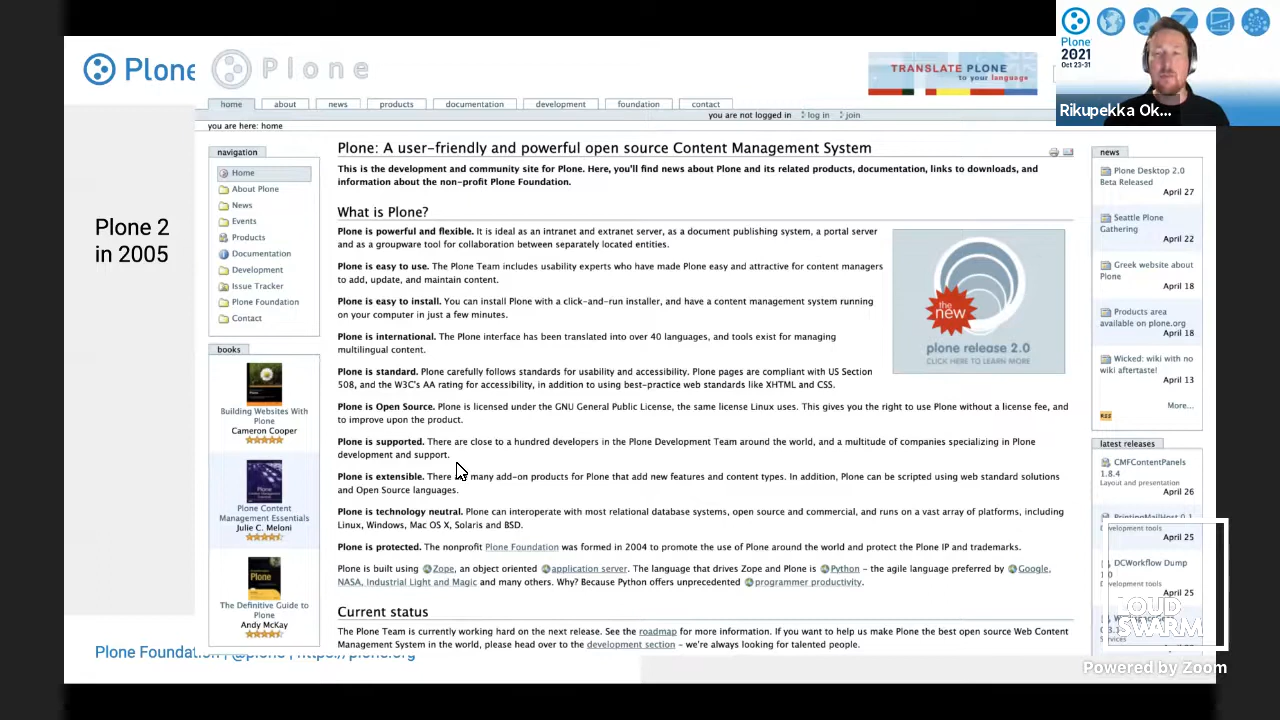 Plone
Plone
TRANSLATE PLONE
to your language
Plone
2021
Oct 23-31
Rikupekka Ok...
home
about
news
products
documentation
development
foundation
contact
you are not logged in
log in
join
you are here: home
Plone 2
in 2005
navigation
Home
About Plone
News
Events
Products
Documentation
Development
Issue Tracker
Plone Foundation
Contact
books
Building Websites With
Plone
Cameron Cooper
Plone Content
Management Essentials
Julie C. Meloni
The Definitive Guide to
Plone
Andy McKay
Plone: A user-friendly and powerful open source Content Management System
This is the development and community site for Plone. Here, you'll find news about Plone and its related products, documentation, links to downloads, and
information about the non-profit Plone Foundation.
What is Plone?
Plone is powerful and flexible. It is ideal as an intranet and extranet server, as a document publishing system, a portal server
and as a groupware tool for collaboration between separately located entities.
Plone is easy to use. The Plone Team includes usability experts who have made Plone easy and attractive for content managers
to add, update, and maintain content.
Plone is easy to install. You can install Plone with a click-and-run installer, and have a content management system running
on your computer in just a few minutes.
Plone is international. The Plone interface has been translated into over 40 languages, and tools exist for managing
multilingual content.
Plone is standard. Plone carefully follows standards for usability and accessibility. Plone pages are compliant with US Section
508, and the W3C's AA rating for accessibility, in addition to using best-practice web standards like XHTML and CSS.
Plone is Open Source. Plone is licensed under the GNU General Public License, the same license Linux uses. This gives you the right to use Plone without a license fee, and
to improve upon the product.
Plone is supported. There are close to a hundred developers in the Plone Development Team around the world, and a multitude of companies specializing in Plone
development and support.
Plone is extensible. There many add-on products for Plone that add new features and content types. In addition, Plone can be scripted using web standard solutions
and Open Source languages.
Plone is technology neutral. Plone can interoperate with most relational database systems, open source and commercial, and runs on a vast array of platforms, including
Linux, Windows, Mac OS X, Solaris and BSD.
Plone is protected. The nonprofit Plone Foundation was formed in 2004 to promote the use of Plone around the world and protect the Plone IP and trademarks.
Plone is built using Zope, an object oriented application server. The language that drives Zope and Plone is Python - the agile language preferred by Google,
NASA, Industrial Light and Magic and many others. Why? Because Python offers unprecedented programmer productivity.
Current status
The Plone Team is currently working hard on the next release. See the roadmap for more information. If you want to help us make Plone the best open source Web Content
Management System in the world, please head over to the development section - we're always looking for talented people.
the
new
plone release 2.0
CLICK HERE TO LEARN MORE
news
Plone Desktop 2.0
Beta Released
April 27
Seattle Plone
Gathering
April 22
Greek website about
Plone
April 18
Products area
available on plone.org
April 18
Wicked: wiki with no
wiki aftertaste!
April 13
More...
RSS
latest releases
CMFContentPanels
1.8.4
Layout and presentation
April 26
PrintingMailHost 0.1
April 25
DCWorkflow Dump
April 25
LOUD
SWARM
Powered by Zoom